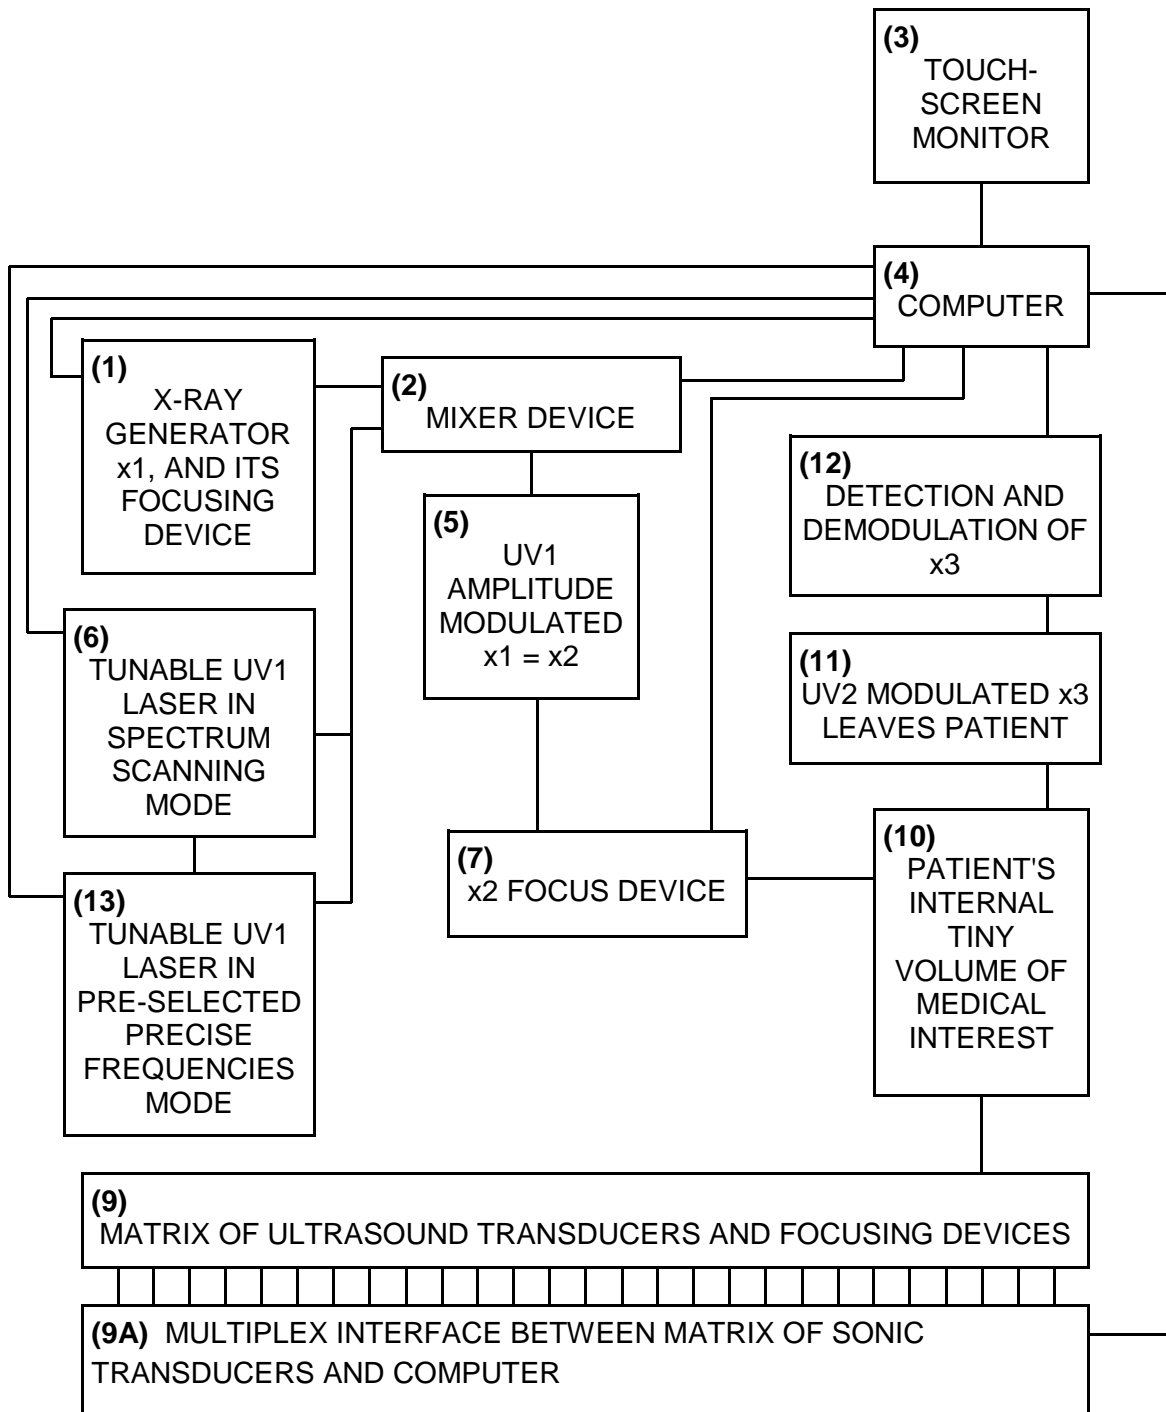 (3)
TOUCH-
SCREEN
MONITOR
(4)
COMPUTER
(1)
X-RAY
GENERATOR
x1, AND ITS
FOCUSING
DEVICE
(2)
MIXER DEVICE
(5)
UV1
AMPLITUDE
MODULATED
x1 = x2
(12)
DETECTION AND
DEMODULATION OF
x3
(6)
TUNABLE UV1
LASER IN
SPECTRUM
SCANNING
MODE
(11)
UV2 MODULATED x3
LEAVES PATIENT
(7)
x2 FOCUS DEVICE
(10)
PATIENT'S
INTERNAL
TINY
VOLUME OF
MEDICAL
INTEREST
(13)
TUNABLE UV1
LASER IN
PRE-SELECTED
PRECISE
FREQUENCIES
MODE
(9)
MATRIX OF ULTRASOUND TRANSDUCERS AND FOCUSING DEVICES
(9A) MULTIPLEX INTERFACE BETWEEN MATRIX OF SONIC
TRANSDUCERS AND COMPUTER